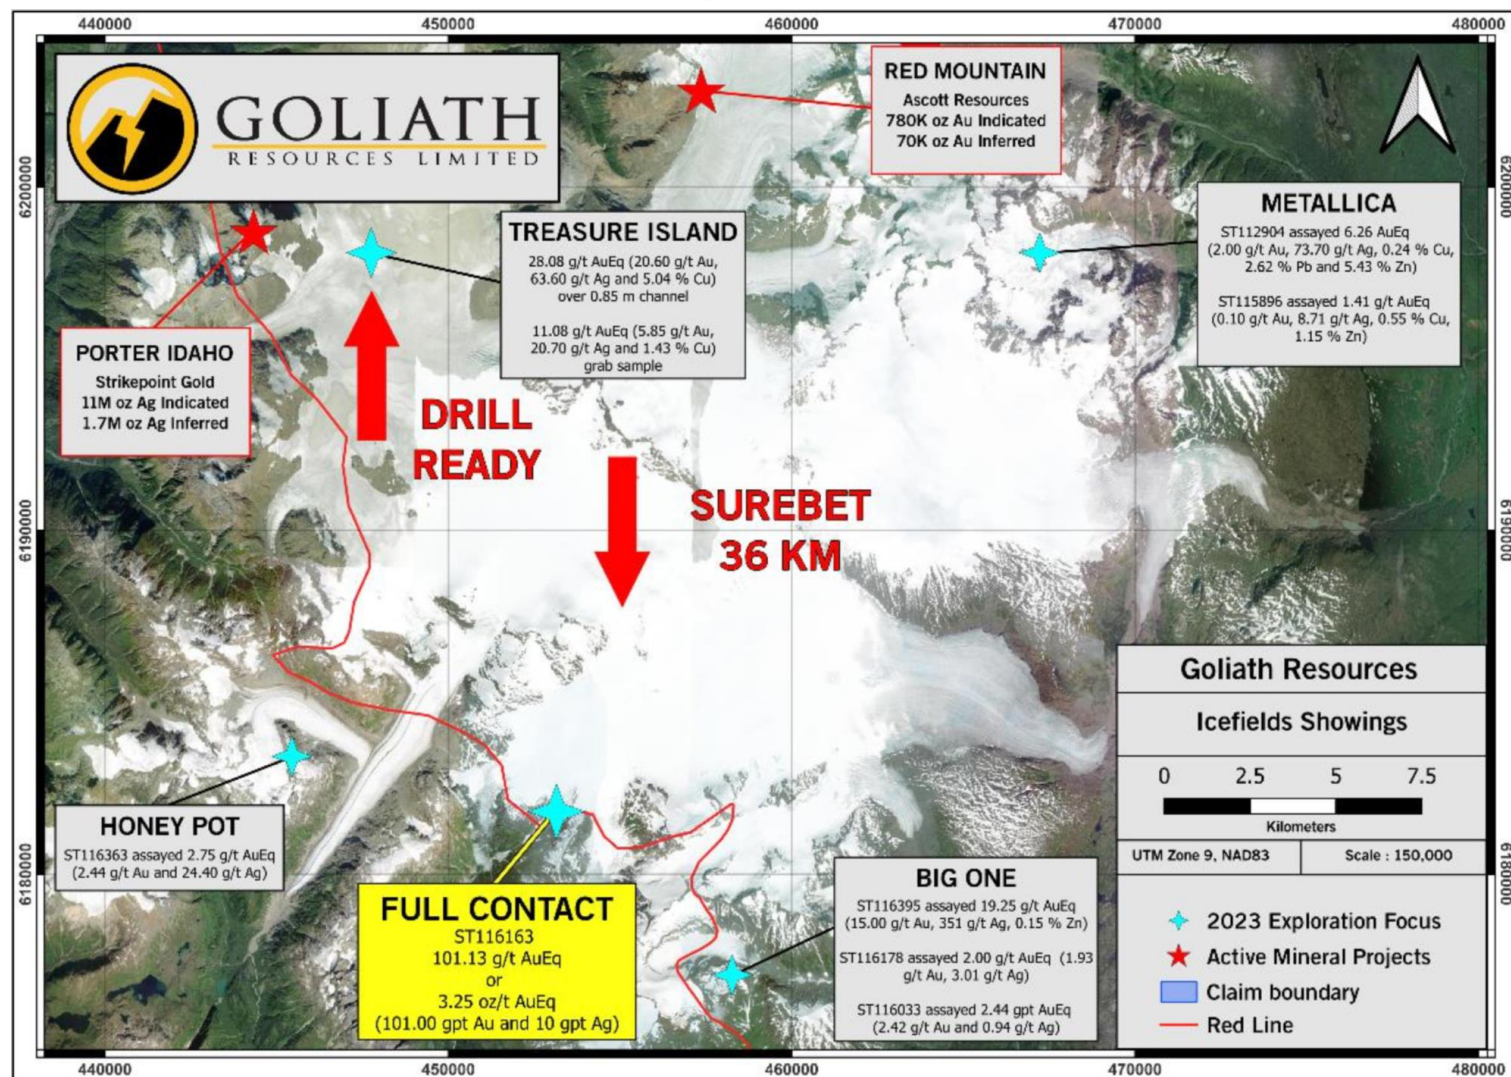 440000
450000
460000
470000
480000
GOLIATH
RESOURCES LIMITED
RED MOUNTAIN
Ascott Resources
780K oz Au Indicated
70K oz Au Inferred
6200000
6200000
METALLICA
ST112904 assayed 6.26 AuEq
(2.00 g/t Au, 73.70 g/t Ag, 0.24 % Cu,
2.62 % Pb and 5.43 % Zn)
ST115896 assayed 1.41 g/t AuEq
(0.10 g/t Au, 8.71 g/t Ag, 0.55 % Cu,
1.15 % Zn)
TREASURE ISLAND
28.08 g/t AuEq (20.60 g/t Au,
63.60 g/t Ag and 5.04 % Cu)
over 0.85 m channel
11.08 g/t AuEq (5.85 g/t Au,
20.70 g/t Ag and 1.43 % Cu)
grab sample
PORTER IDAHO
Strikepoint Gold
11M oz Ag Indicated
1.7M oz Ag Inferred
DRILL
READY
SUREBET
36 KM
6190000
6190000
HONEY POT
ST116363 assayed 2.75 g/t AuEq
(2.44 g/t Au and 24.40 g/t Ag)
FULL CONTACT
ST116163
101.13 g/t AuEq
or
3.25 oz/t AuEq
(101.00 gpt Au and 10 gpt Ag)
BIG ONE
ST116395 assayed 19.25 g/t AuEq
(15.00 g/t Au, 351 g/t Ag, 0.15 % Zn)
ST116178 assayed 2.00 g/t AuEq (1.93
g/t Au, 3.01 g/t Ag)
ST116033 assayed 2.44 gpt AuEq
(2.42 g/t Au and 0.94 g/t Ag)
Goliath Resources
Icefields Showings
0 2.5 5 7.5
Kilometers
UTM Zone 9, NAD83
Scale : 150,000
2023 Exploration Focus
Active Mineral Projects
Claim boundary
Red Line
6180000
6180000
440000
450000
460000
470000
480000